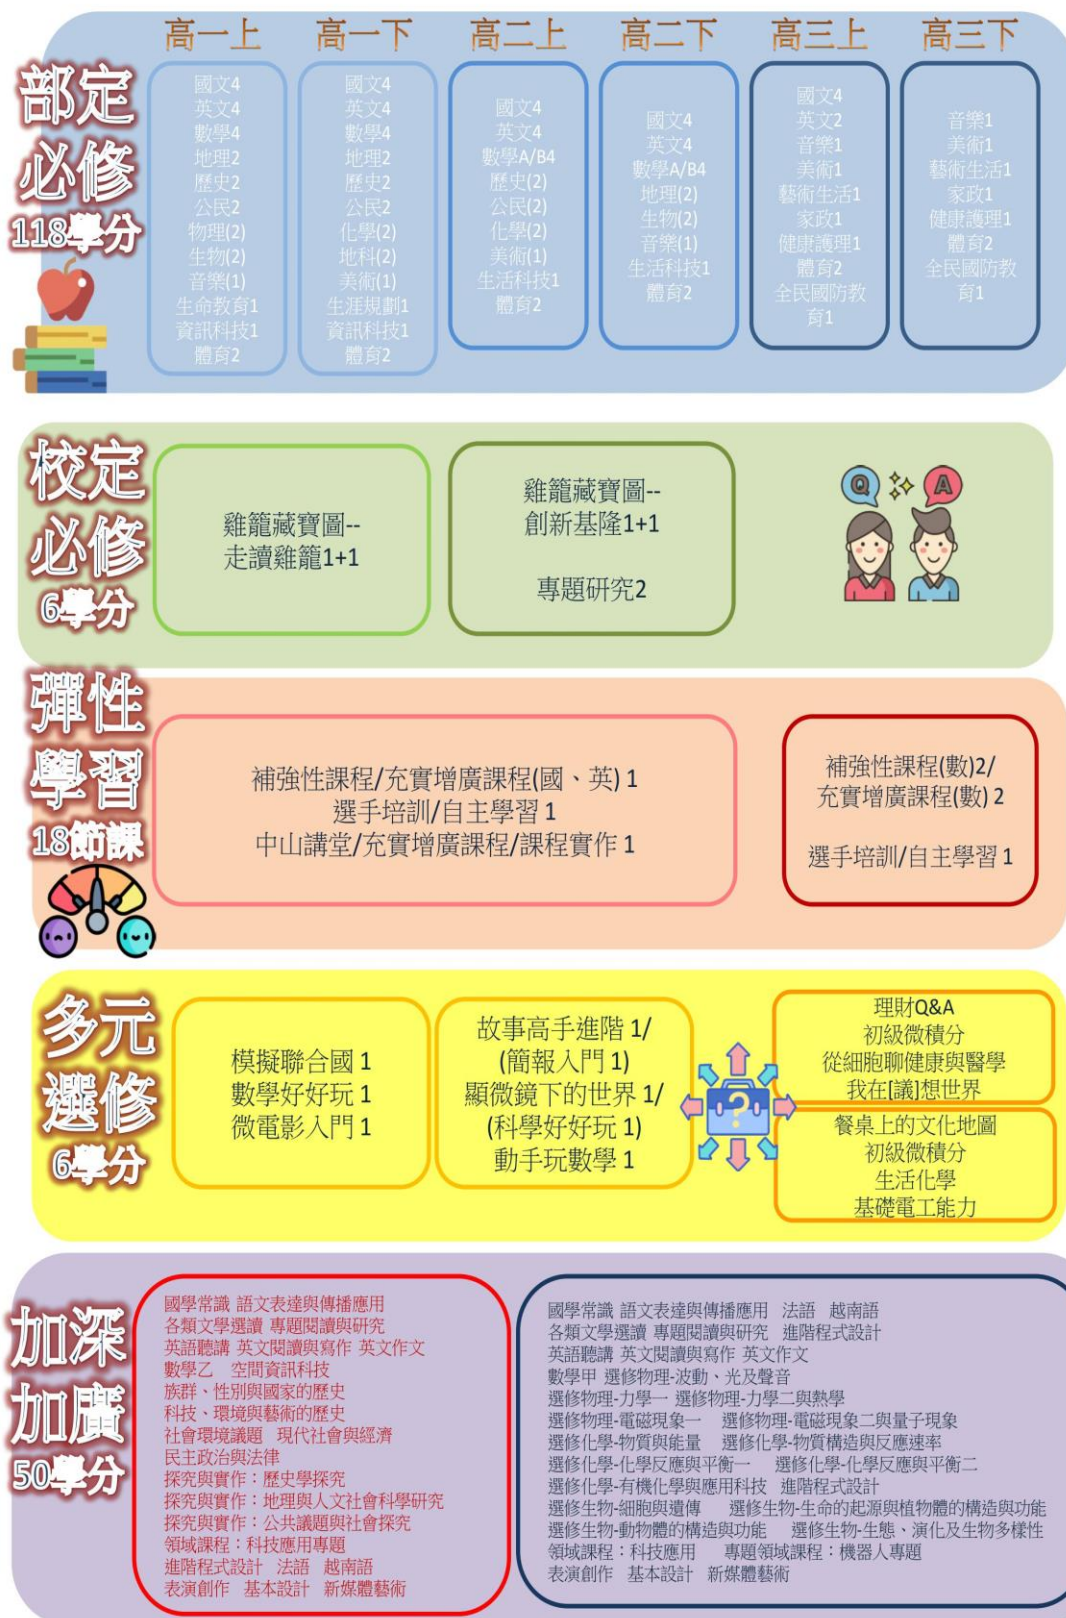 高一上 高一下 高二上 高二下 高三上 高三下
部定
必修
118學分
國文4
英文4
數學4
地理2
歷史2
公民2
物理(2)
生物(2)
音樂(1)
生命教育1
資訊科技1
體育2
國文4
英文4
數學4
地理2
歷史2
公民2
化學(2)
地科(2)
美術(1)
生涯規劃1
資訊科技1
體育2
國文4
英文4
數學A/B4
歷史(2)
公民(2)
化學(2)
美術(1)
生活科技1
體育2
國文4
英文4
數學A/B4
地理(2)
生物(2)
音樂(1)
生活科技1
體育2
國文4
英文2
音樂1
美術1
藝術生活1
家政1
健康護理1
體育2
全民國防教
育1
音樂1
美術1
藝術生活1
家政1
健康護理1
體育2
全民國防教
育1
校定
必修
6學分
雞籠藏寶圖--
走讀雞籠1+1
雞籠藏寶圖--
創新基隆1+1
專題研究2
Q A
彈性
學習
18節課
補強性課程/充實增廣課程(國、英) 1
選手培訓/自主學習 1
中山講堂/充實增廣課程/課程實作 1
補強性課程(數)2/
充實增廣課程(數) 2
選手培訓/自主學習 1
多元
選修
6學分
模擬聯合國 1
數學好好玩 1
微電影入門 1
故事高手進階 1/
(簡報入門 1)
顯微鏡下的世界 1/
(科學好好玩 1)
動手玩數學 1
?
理財Q&A
初級微積分
從細胞聊健康與醫學
我在[議]想世界
餐桌上的文化地圖
初級微積分
生活化學
基礎電工能力
加深
加廣
50學分
國學常識 語文表達與傳播應用
各類文學選讀 專題閱讀與研究
英語聽講 英文閱讀與寫作 英文作文
數學乙 空間資訊科技
族群、性別與國家的歷史
科技、環境與藝術的歷史
社會環境議題 現代社會與經濟
民主政治與法律
探究與實作：歷史學探究
探究與實作：地理與人文社會科學研究
探究與實作：公共議題與社會探究
領域課程：科技應用專題
進階程式設計 法語 越南語
表演創作 基本設計 新媒體藝術
國學常識 語文表達與傳播應用 法語 越南語
各類文學選讀 專題閱讀與研究 進階程式設計
英語聽講 英文閱讀與寫作 英文作文
數學甲 選修物理-波動、光及聲音
選修物理-力學一 選修物理-力學二與熱學
選修物理-電磁現象一 選修物理-電磁現象二與量子現象
選修化學-物質與能量 選修化學-物質構造與反應速率
選修化學-化學反應與平衡一 選修化學-化學反應與平衡二
選修化學-有機化學與應用科技 進階程式設計
選修生物-細胞與遺傳 選修生物-生命的起源與植物體的構造與功能
選修生物-動物體的構造與功能 選修生物-生態、演化及生物多樣性
領域課程：科技應用 專題領域課程：機器人專題
表演創作 基本設計 新媒體藝術